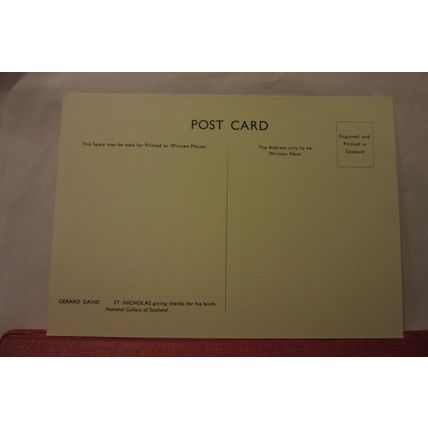 POST CARD
This Space may be used for Printed or Written Matter
The Address only to be
Written Here
Engraved and
Printed in
Scotland
GERARD DAVID ST. NICHOLAS giving thanks for his birth
National Gallery of Scotland